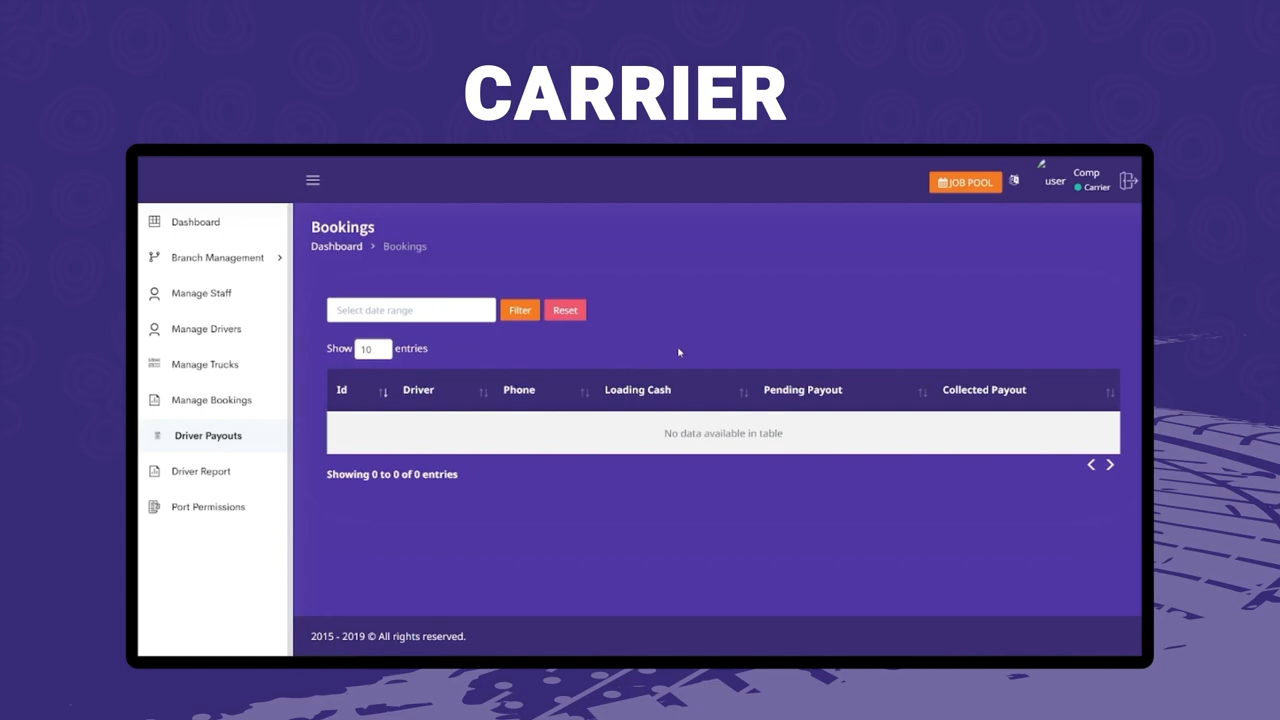 CARRIER
JOB POOL
user
Comp
Carrier
Dashboard
Branch Management
Manage Staff
Manage Drivers
Manage Trucks
Manage Bookings
Driver Payouts
Driver Report
Port Permissions
Bookings
Dashboard > Bookings
Select date range Filter Reset
Show 10 entries
Id Driver Phone Loading Cash Pending Payout Collected Payout
No data available in table
Showing 0 to 0 of 0 entries
2015 - 2019 © All rights reserved.